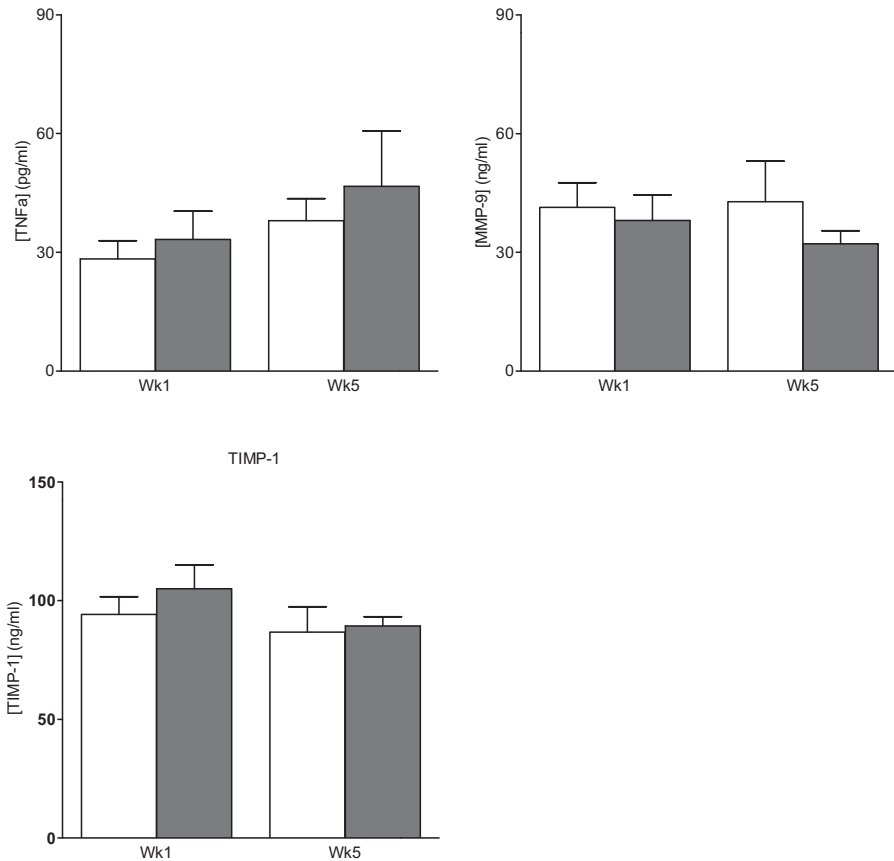 90
60
30
0
[TNFa] (pg/ml)
Wk1
Wk5
90
60
30
0
[MMP-9] (ng/ml)
Wk1
Wk5
TIMP-1
150
100
50
0
[TIMP-1] (ng/ml)
Wk1
Wk5